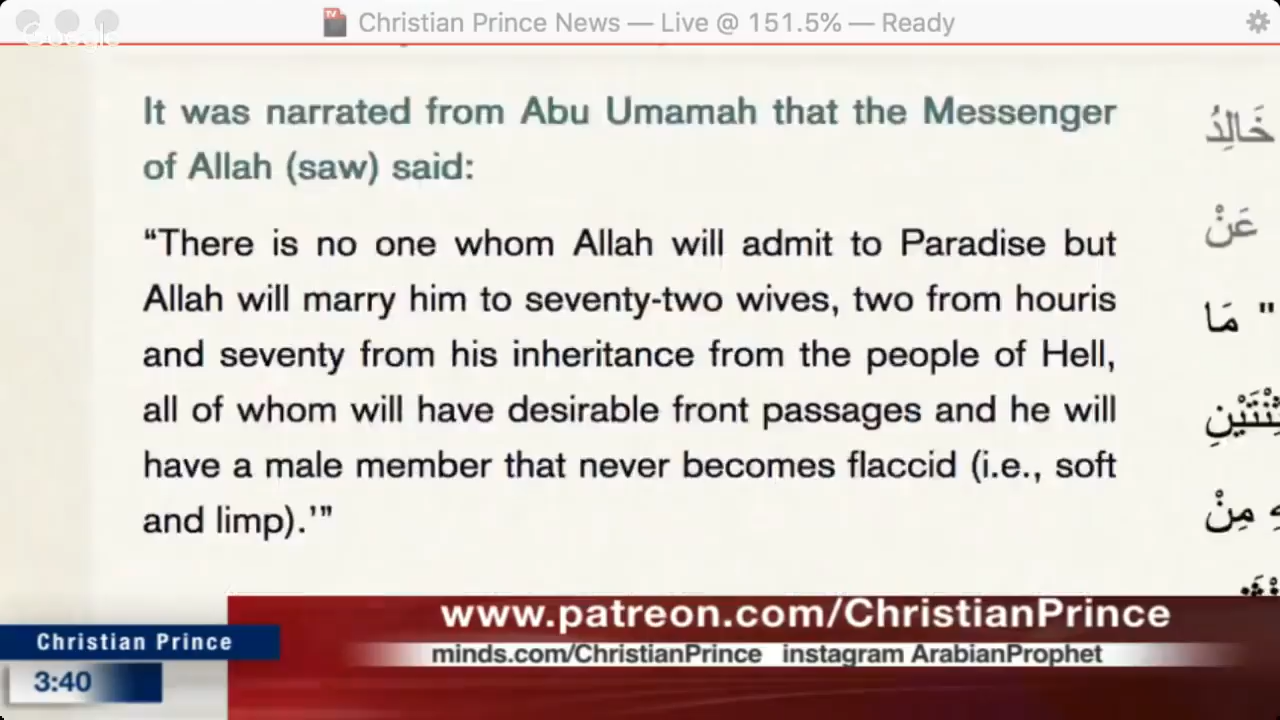 Christian Prince News — Live @ 151.5% — Ready
Google
It was narrated from Abu Umamah that the Messenger
of Allah (saw) said:
“There is no one whom Allah will admit to Paradise but
Allah will marry him to seventy-two wives, two from houris
and seventy from his inheritance from the people of Hell,
all of whom will have desirable front passages and he will
have a male member that never becomes flaccid (i.e., soft
and limp).’”
خَالِدُ
عَنْ
" مَا
مِنْ
www.patreon.com/ChristianPrince
Christian Prince
minds.com/ChristianPrince instagram ArabianProphet
3:40